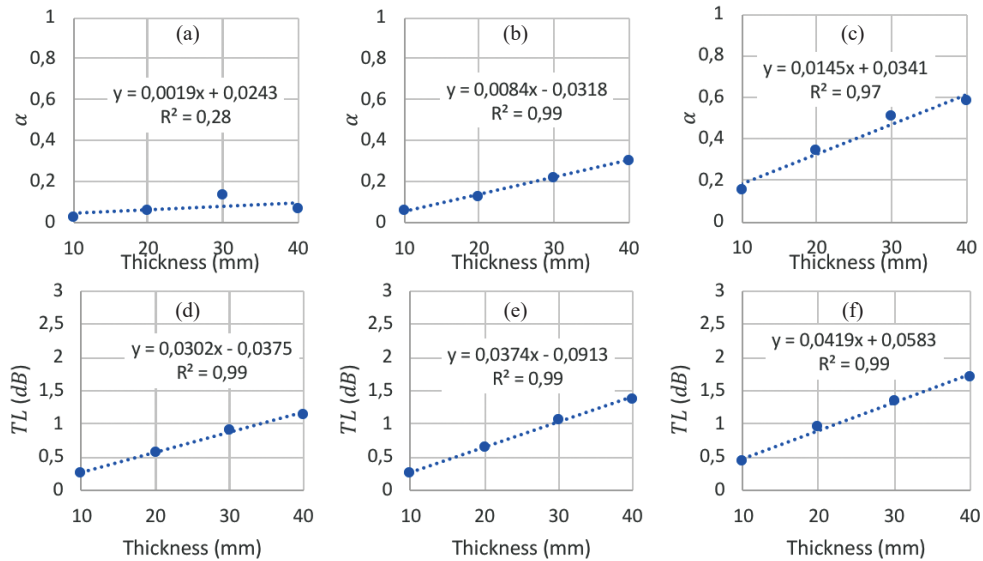 1
0,8
0,6
0,4
0,2
0
α
(a)
y = 0,0019x + 0,0243
R² = 0,28
10 20 30 40
Thickness (mm)
1
0,8
0,6
0,4
0,2
0
α
(b)
y = 0,0084x - 0,0318
R² = 0,99
10 20 30 40
Thickness (mm)
1
0,8
0,6
0,4
0,2
0
α
(c)
y = 0,0145x + 0,0341
R² = 0,97
10 20 30 40
Thickness (mm)
3
2,5
2
1,5
1
0,5
0
TL (dB)
(d)
y = 0,0302x - 0,0375
R² = 0,99
10 20 30 40
Thickness (mm)
3
2,5
2
1,5
1
0,5
0
TL (dB)
(e)
y = 0,0374x - 0,0913
R² = 0,99
10 20 30 40
Thickness (mm)
3
2,5
2
1,5
1
0,5
0
TL (dB)
(f)
y = 0,0419x + 0,0583
R² = 0,99
10 20 30 40
Thickness (mm)